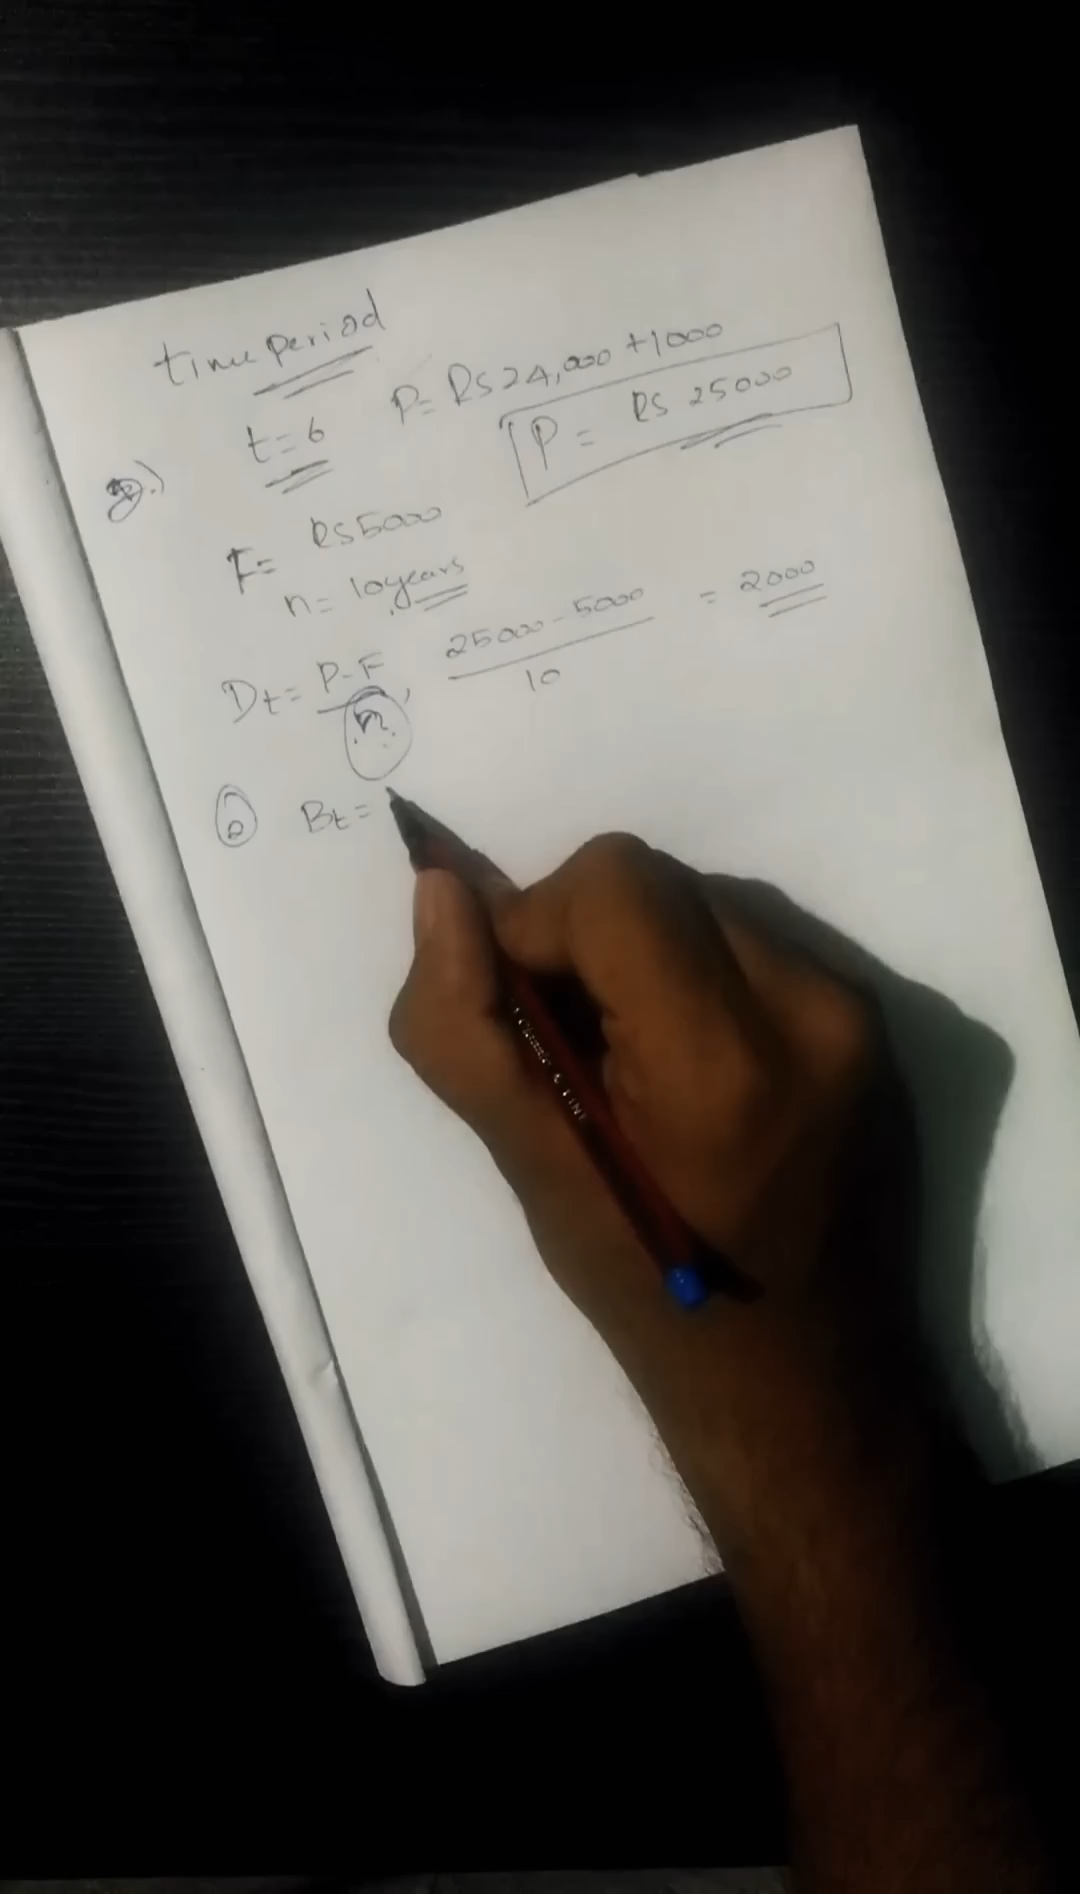 time period
t = 6
P = RS 24,000 + 1000
P = RS 25000
F = RS 5000
n = 10 years
Dt = P-F / n, 25000 - 5000 / 10 = 2000
Bt =